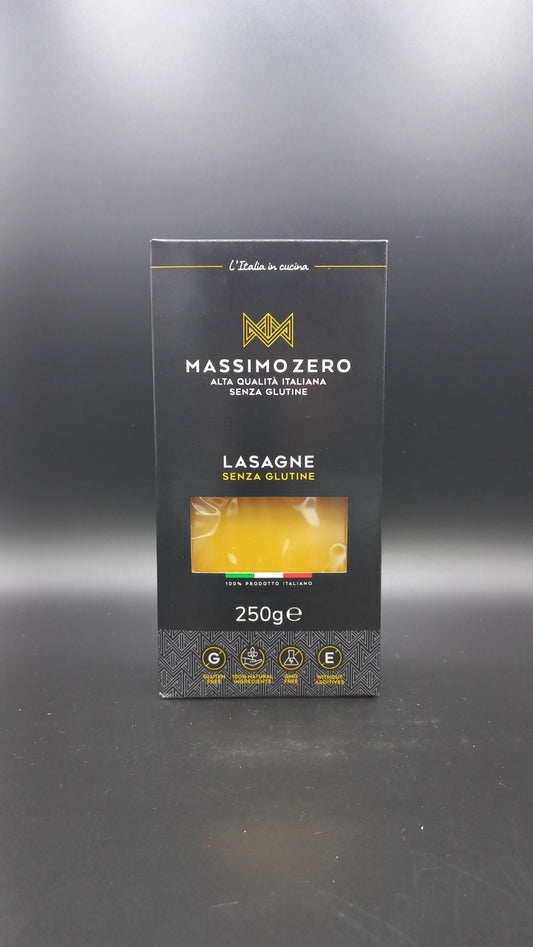 L'Italia in cucina
MASSIMO ZERO
ALTA QUALITÀ ITALIANA
SENZA GLUTINE
LASAGNE
SENZA GLUTINE
100% PRODOTTO ITALIANO
250g℮
G
GLUTEN
FREE
100% NATURAL
INGREDIENTS
GMO
FREE
E
WITHOUT
ADDITIVES